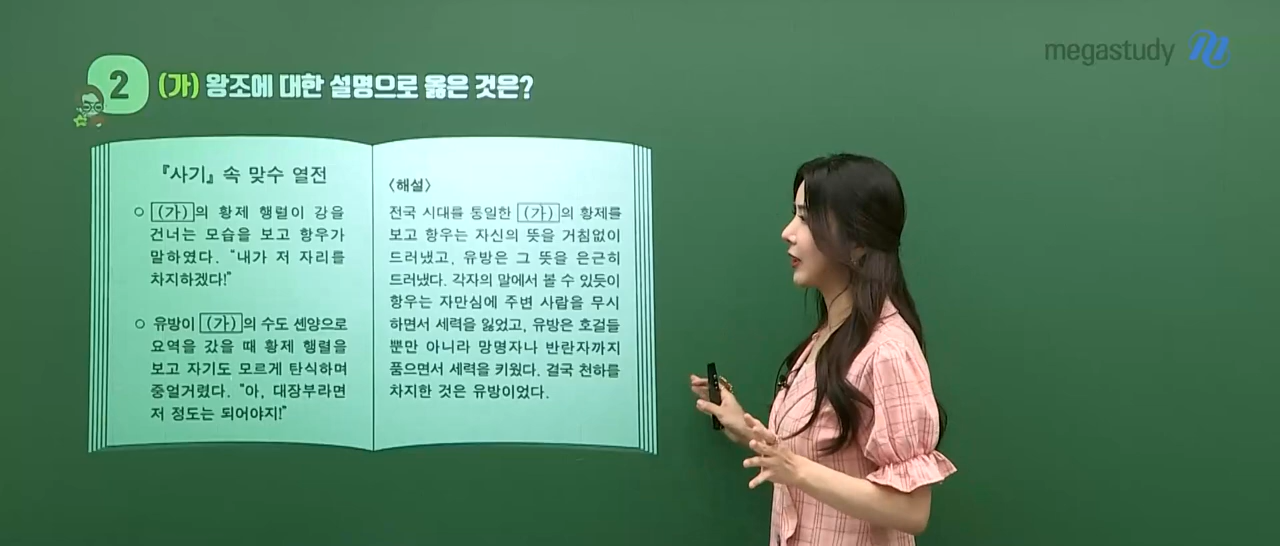 megastudy
2 (가) 왕조에 대한 설명으로 옳은 것은?
『사기』 속 맞수 열전
○ (가)의 황제 행렬이 강을
건너는 모습을 보고 항우가
말하였다. “내가 저 자리를
차지하겠다!”
○ 유방이 (가)의 수도 셴양으로
요역을 갔을 때 황제 행렬을
보고 자기도 모르게 탄식하며
중얼거렸다. “아, 대장부라면
저 정도는 되어야지!”
〈해설〉
전국 시대를 통일한 (가)의 황제를
보고 항우는 자신의 뜻을 거침없이
드러냈고, 유방은 그 뜻을 은근히
드러냈다. 각자의 말에서 볼 수 있듯이
항우는 자만심에 주변 사람을 무시
하면서 세력을 잃었고, 유방은 호걸들
뿐만 아니라 망명자나 반란자까지
품으면서 세력을 키웠다. 결국 천하를
차지한 것은 유방이었다.